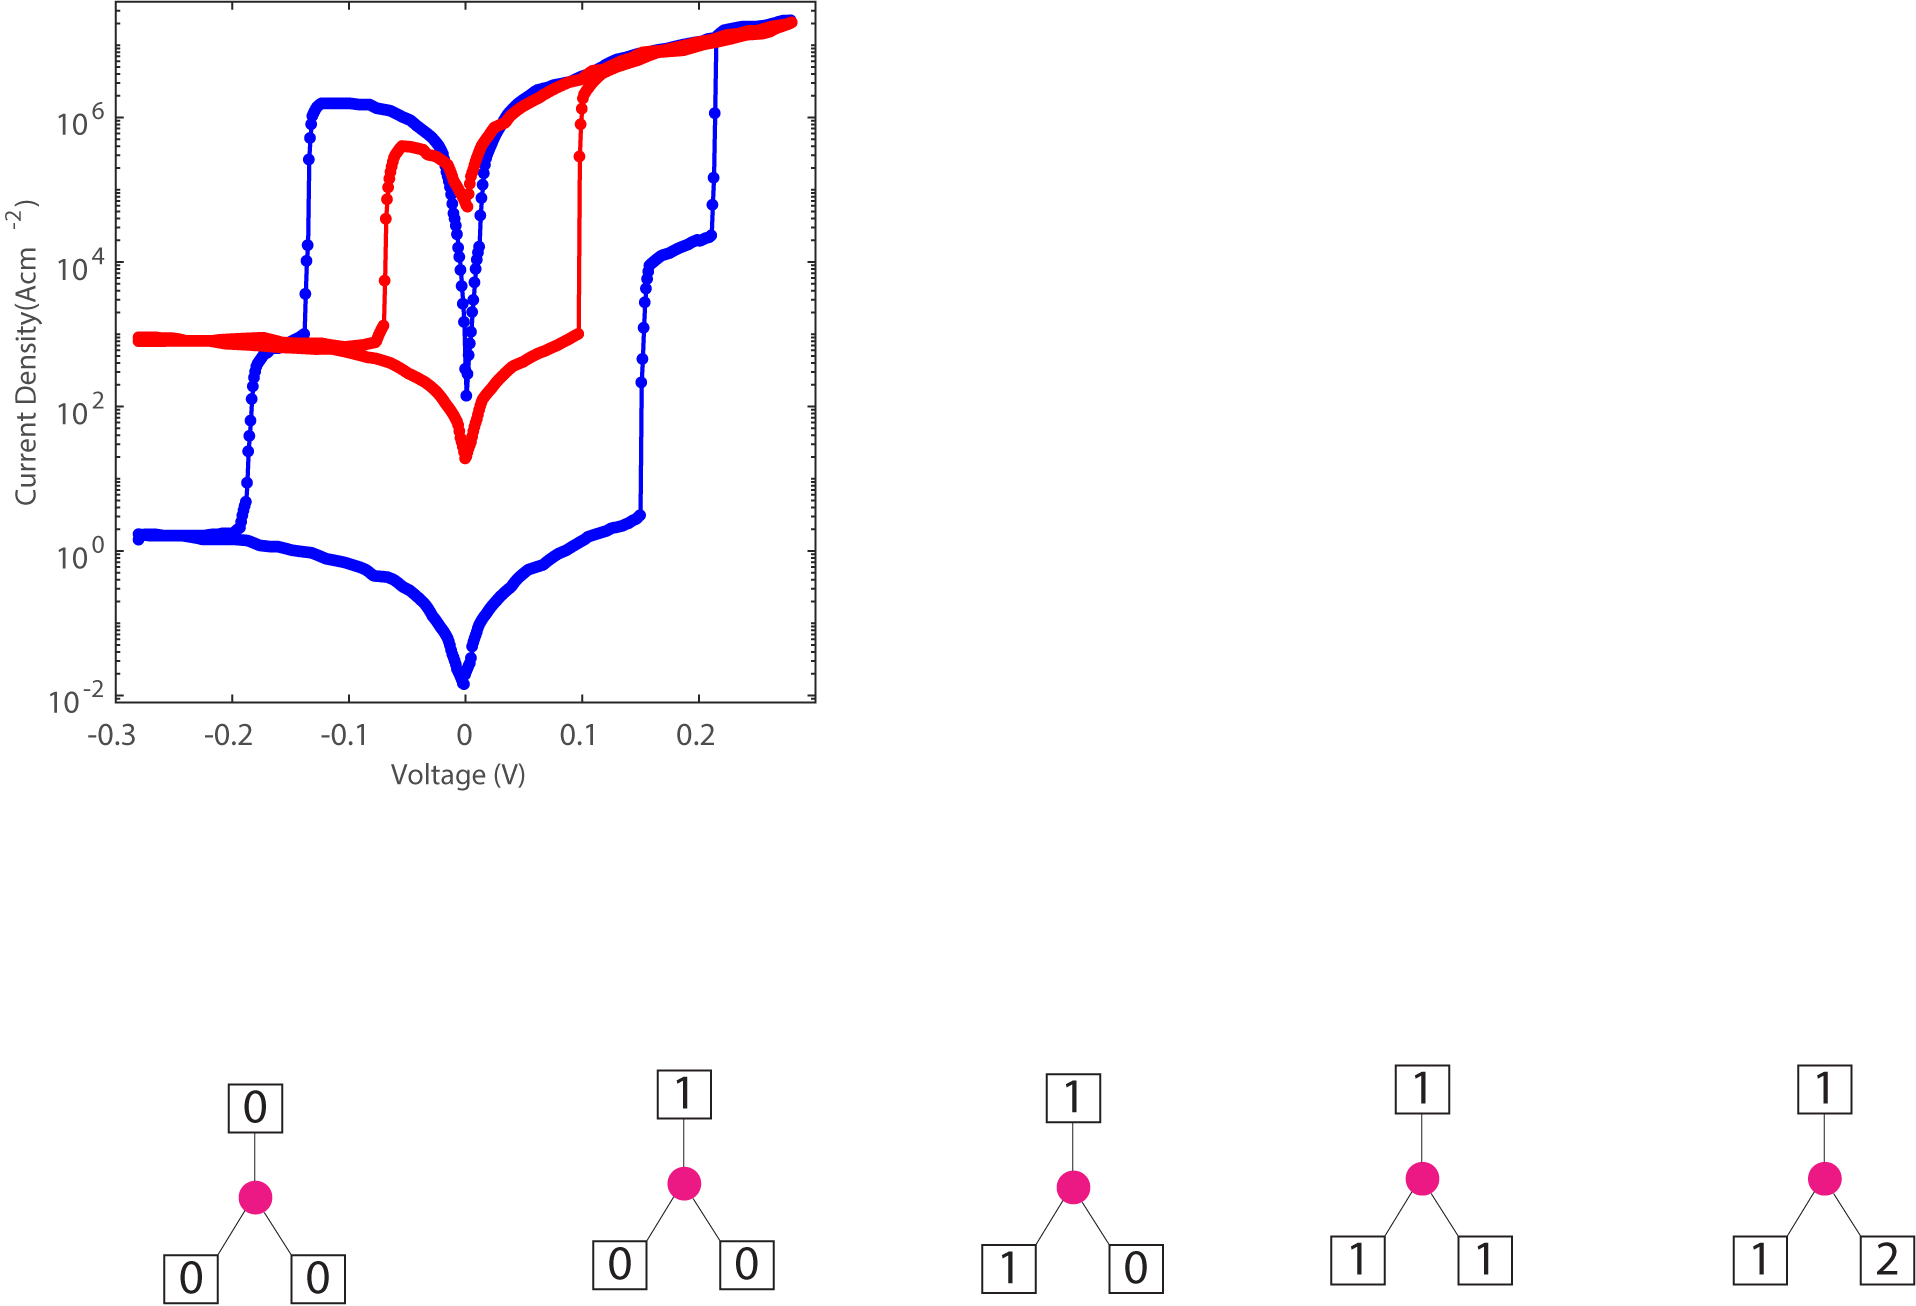 10^6
10^4
10^2
10^0
10^-2
Current Density(Acm^-2)
-0.3 -0.2 -0.1 0 0.1 0.2
Voltage (V)
0 1 1 1 1
0 0 0 0 1 0 1 1 1 2